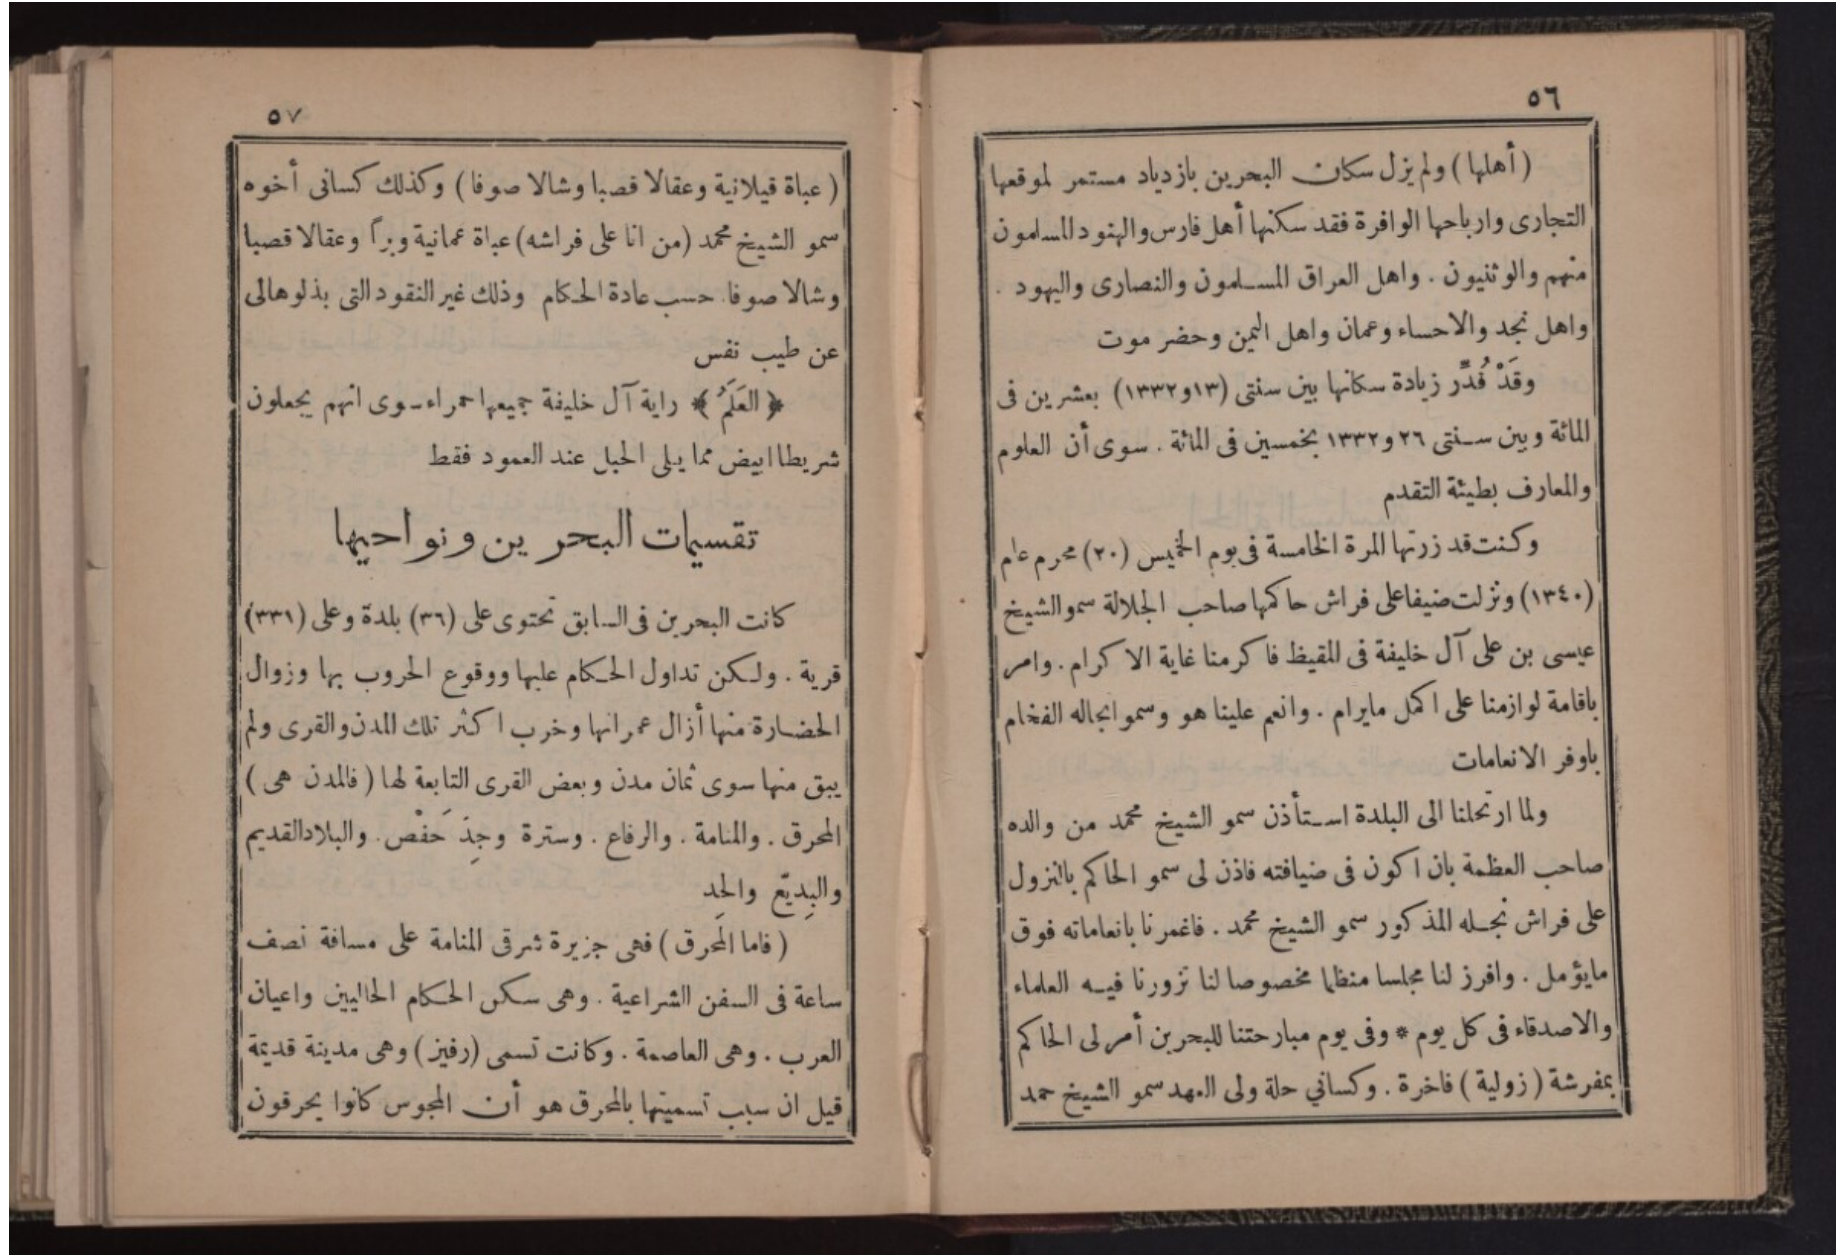 ٥٦
(أهلها) ولم يزل سكان البحرين بازدياد مستمر لموقعها
التجارى وارباحها الوافرة فقد سكنها أهل فارس والهنود المسلمون
منهم والوثنيون . واهل العراق المسلمون والنصارى واليهود .
واهل نجد والاحساء وعمان واهل اليمن وحضر موت
وقَدْ قُدِّر زيادة سكانها بين سنتى (١٣و١٣٣٢) بعشرين فى
المائة وبين سنتى ٢٦ و١٣٣٢ بخمسين فى المائة . سوى أن العلوم
والمعارف بطيئة التقدم
وكنت قد زرتها المرة الخامسة فى يوم الخميس (٢٠) محرم عام
(١٣٤٠) ونزلت ضيفا على فراش حاكمها صاحب الجلالة سمو الشيخ
عيسى بن على آل خليفة فى المقيظ فاكرمنا غاية الاكرام . وامر
باقامة لوازمنا على اكمل مايرام . وانعم علينا هو وسمو انجاله الفخام
باوفر الانعامات
ولما ارتحلنا الى البلدة استأذن سمو الشيخ محمد من والده
صاحب العظمة بان اكون فى ضيافته فاذن لى سمو الحاكم بالنزول
على فراش نجله المذكور سمو الشيخ محمد . فاغمرنا بانعاماته فوق
مايؤمل . وافرز لنا مجلسا منظما مخصوصا لنا تزورنا فيه العلماء
والاصدقاء فى كل يوم * وفى يوم مبارحتنا للبحرين أمر لى الحاكم
بمفرشة (زولية) فاخرة . وكساني حلة ولى العهد سمو الشيخ حمد
٥٧
(عباة قيلانية وعقالا قصبا وشالا صوفا) وكذلك كسانى أخوه
سمو الشيخ محمد (من انا على فراشه) عباة عمانية وبراً وعقالا قصبا
وشالا صوفا. حسب عادة الحكام وذلك غير النقود التى بذلوها لى
عن طيب نفس
﴿ العَلَمُ ﴾ راية آل خليفة جميعها حمراء سوى انهم يجعلون
شريطا ابيض مما يلى الحبل عند العمود فقط
تقسيمات البحرين ونواحيها
كانت البحرين فى السابق تحتوى على (٣٦) بلدة وعلى (٣٣١)
قرية . ولكن تداول الحكام عليها ووقوع الحروب بها وزوال
الحضارة منها أزال عمرانها وخرب اكثر تلك المدن والقرى ولم
يبق منها سوى ثمان مدن وبعض القرى التابعة لها (فالمدن هى)
المحرق . والمنامة . والرفاع . وسترة وجِدّ حَفْص. والبلاد القديم
والبِديّع والحِد
(فاما المحرق) فهى جزيرة شرقى المنامة على مسافة نصف
ساعة فى السفن الشراعية . وهى سكن الحكام الحاليين واعيان
العرب . وهى العاصمة . وكانت تسمى (رفيز) وهى مدينة قديمة
قيل ان سبب تسميتها بالمحرق هو أن المجوس كانوا يحرقون